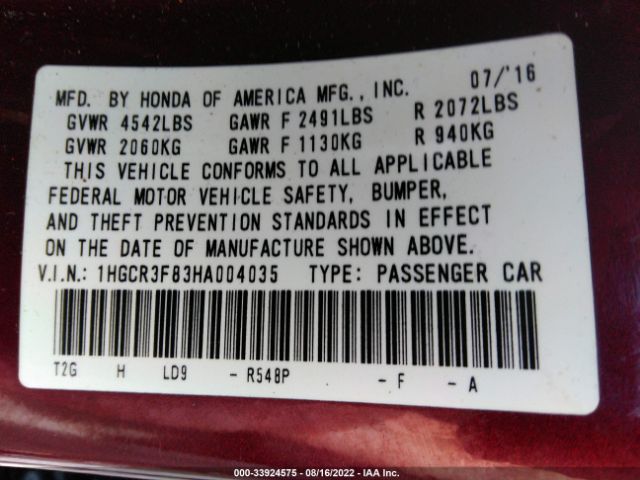 MFD. BY HONDA OF AMERICA MFG., INC. 07/'16
GVWR 4542LBS GAWR F 2491LBS R 2072LBS
GVWR 2060KG GAWR F 1130KG R 940KG
THIS VEHICLE CONFORMS TO ALL APPLICABLE
FEDERAL MOTOR VEHICLE SAFETY, BUMPER,
AND THEFT PREVENTION STANDARDS IN EFFECT
ON THE DATE OF MANUFACTURE SHOWN ABOVE.
V.I.N.: 1HGCR3F83HA004035 TYPE: PASSENGER CAR
T2G H LD9 - R548P - F - A
000-33924575 - 08/16/2022 - IAA Inc.